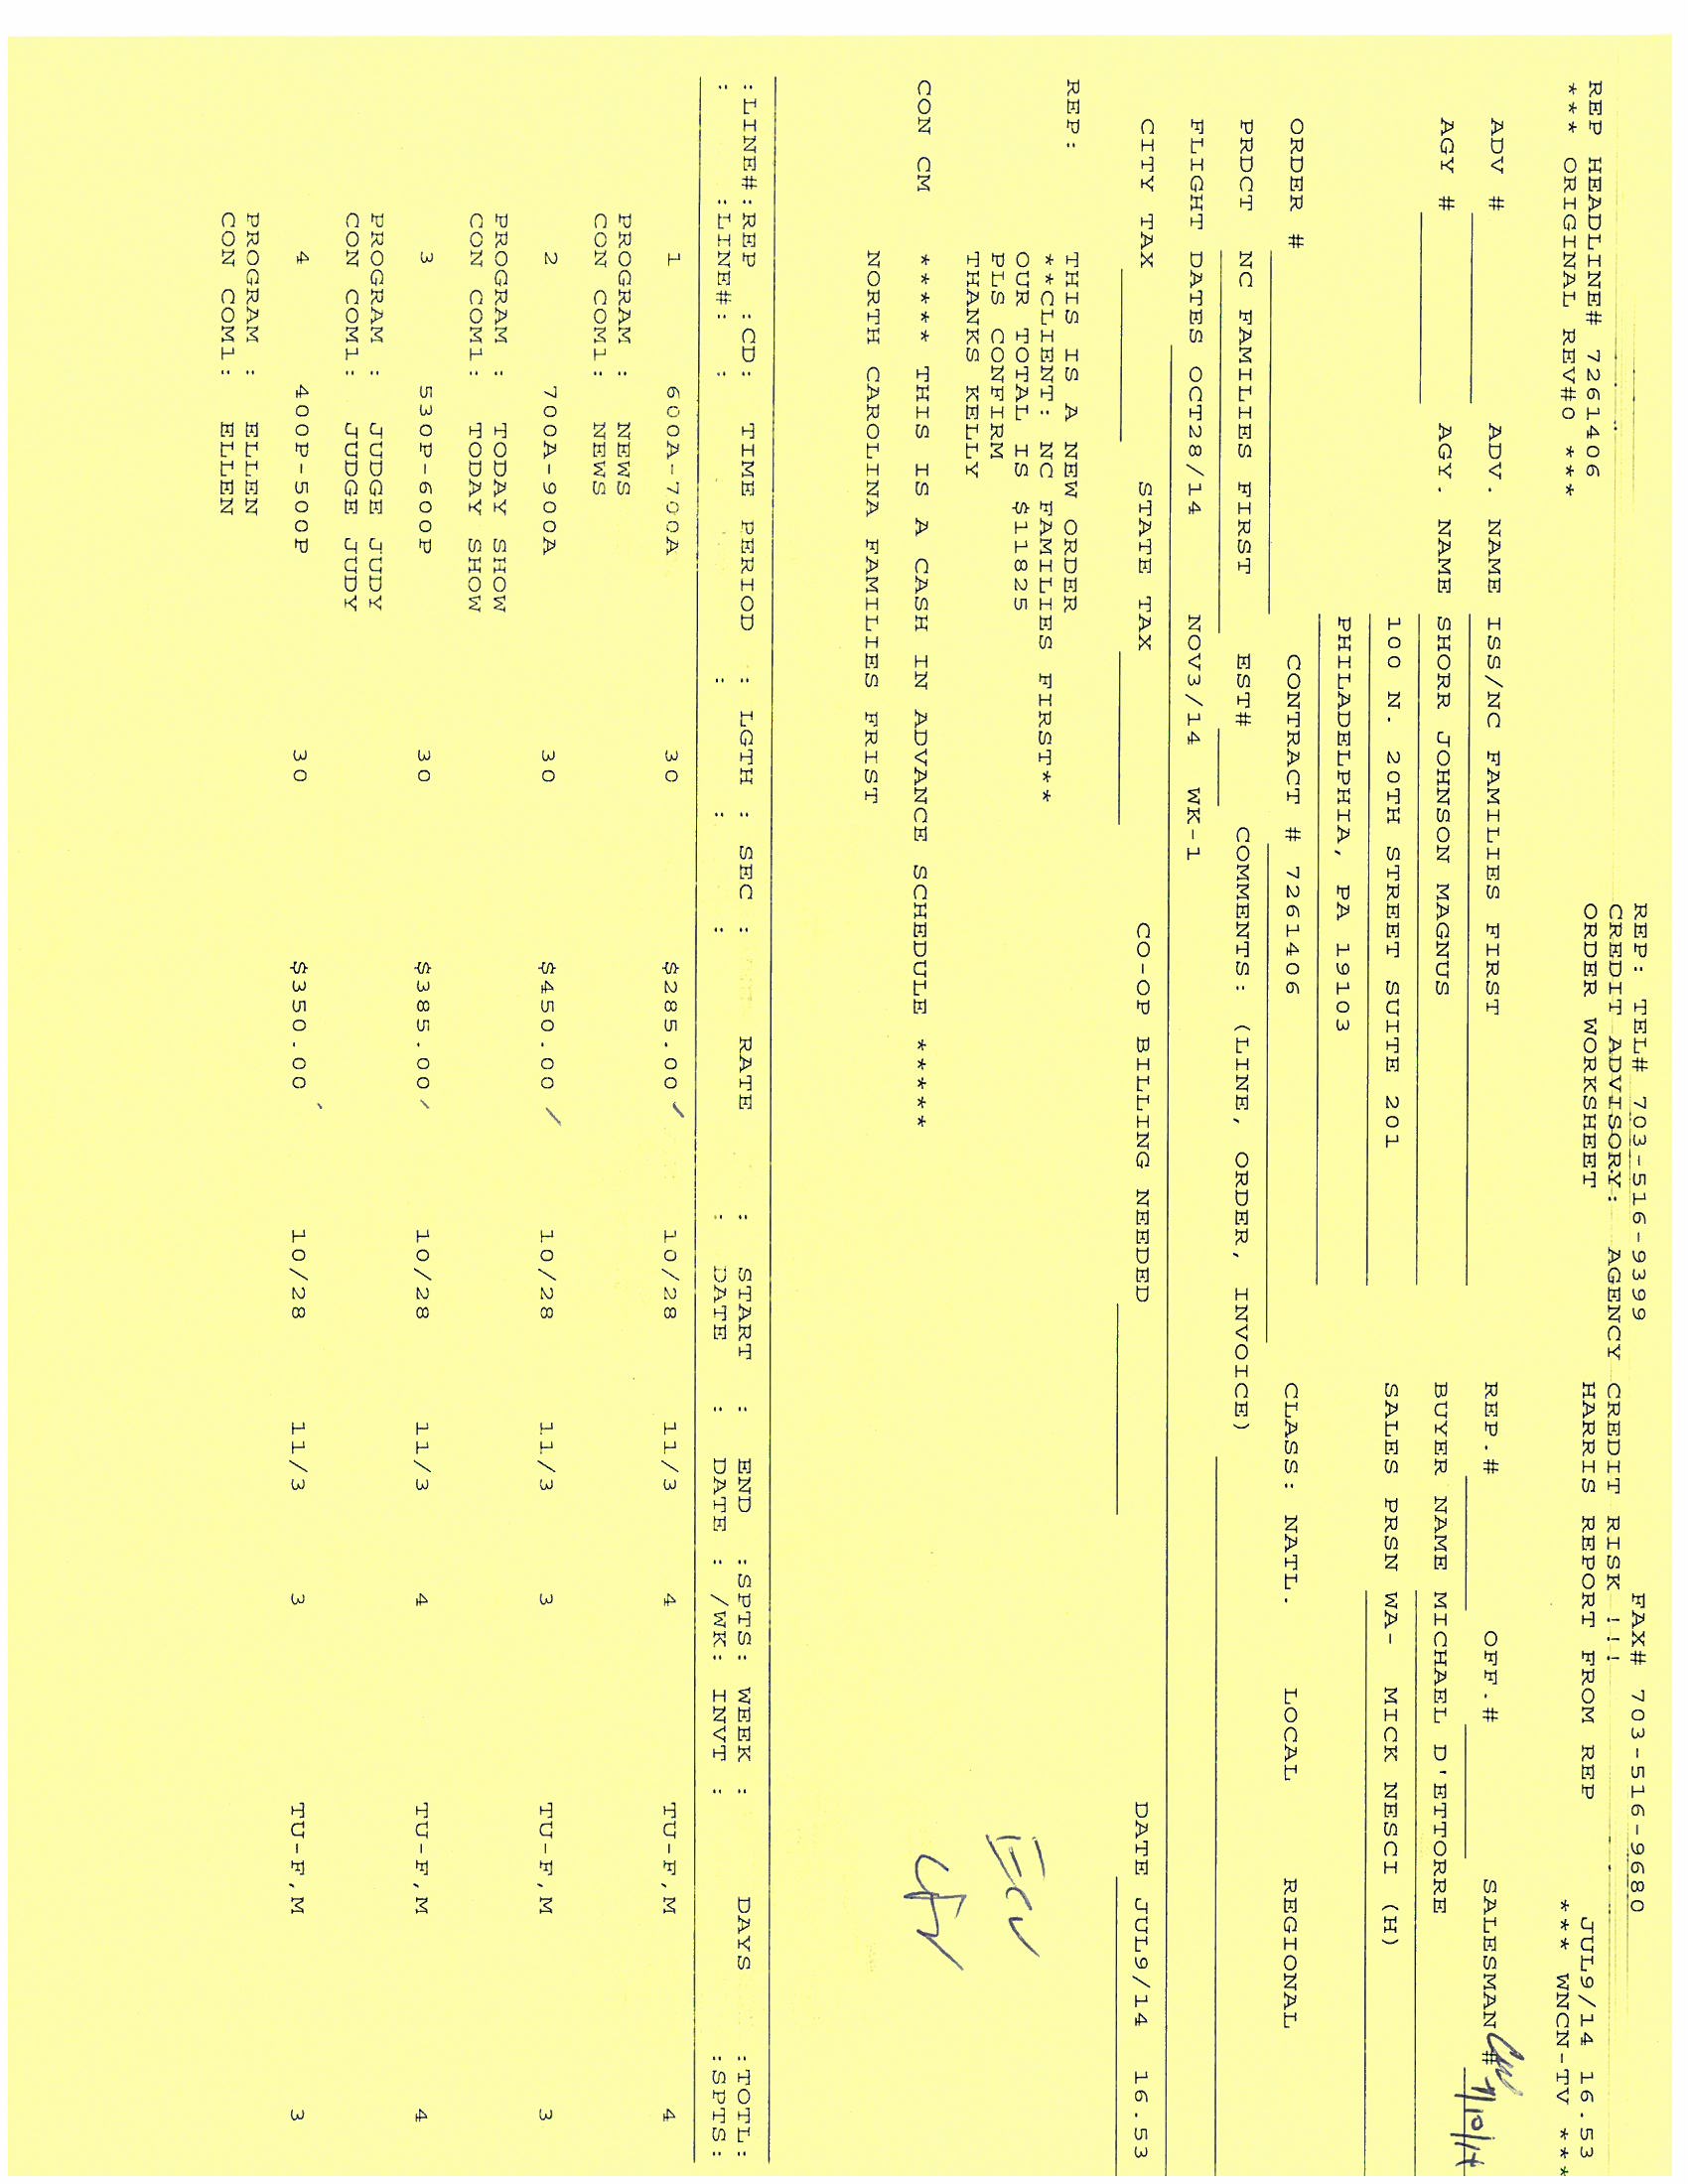 REP: TEL# 703-516-9399 FAX# 703-516-9680
CREDIT ADVISORY: AGENCY CREDIT RISK !!!
REP HEADLINE# 7261406 ORDER WORKSHEET HARRIS REPORT FROM REP JUL9/14 16.53
*** ORIGINAL REV#0 *** *** WNCN-TV ***
ADV # ADV. NAME ISS/NC FAMILIES FIRST REP.# OFF.# SALESMAN # 7/10/14
AGY # AGY. NAME SHORR JOHNSON MAGNUS BUYER NAME MICHAEL D'ETTORRE
100 N. 20TH STREET SUITE 201 SALES PRSN WA- MICK NESCI (H)
PHILADELPHIA, PA 19103
ORDER # CONTRACT # 7261406 CLASS: NATL. LOCAL REGIONAL
PRDCT NC FAMILIES FIRST EST# COMMENTS: (LINE, ORDER, INVOICE)
FLIGHT DATES OCT28/14 NOV3/14 WK-1
CITY TAX STATE TAX CO-OP BILLING NEEDED DATE JUL9/14 16.53
REP: THIS IS A NEW ORDER
**CLIENT: NC FAMILIES FIRST**
OUR TOTAL IS $11825
PLS CONFIRM
THANKS KELLY
CON CM ***** THIS IS A CASH IN ADVANCE SCHEDULE *****
NORTH CAROLINA FAMILIES FRIST
:LINE#:REP :CD: TIME PERIOD : LGTH : SEC : RATE : START : END :SPTS: WEEK : DAYS :TOTL:
: :LINE#: : : : : : DATE : DATE : /WK: INVT : :SPTS:
1 600A-700A 30 $285.00 10/28 11/3 4 TU-F,M 4
PROGRAM : NEWS
CON COM1: NEWS
2 700A-900A 30 $450.00 10/28 11/3 3 TU-F,M 3
PROGRAM : TODAY SHOW
CON COM1: TODAY SHOW
3 530P-600P 30 $385.00 10/28 11/3 4 TU-F,M 4
PROGRAM : JUDGE JUDY
CON COM1: JUDGE JUDY
4 400P-500P 30 $350.00 10/28 11/3 3 TU-F,M 3
PROGRAM : ELLEN
CON COM1: ELLEN